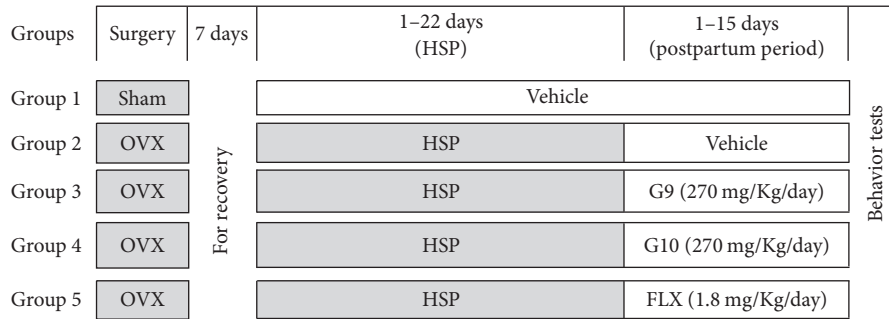 Groups Surgery 7 days 1–22 days (HSP) 1–15 days (postpartum period)
Group 1 Sham Vehicle
Group 2 OVX HSP Vehicle
Group 3 OVX HSP G9 (270 mg/Kg/day)
Group 4 OVX HSP G10 (270 mg/Kg/day)
Group 5 OVX HSP FLX (1.8 mg/Kg/day)
For recovery
Behavior tests